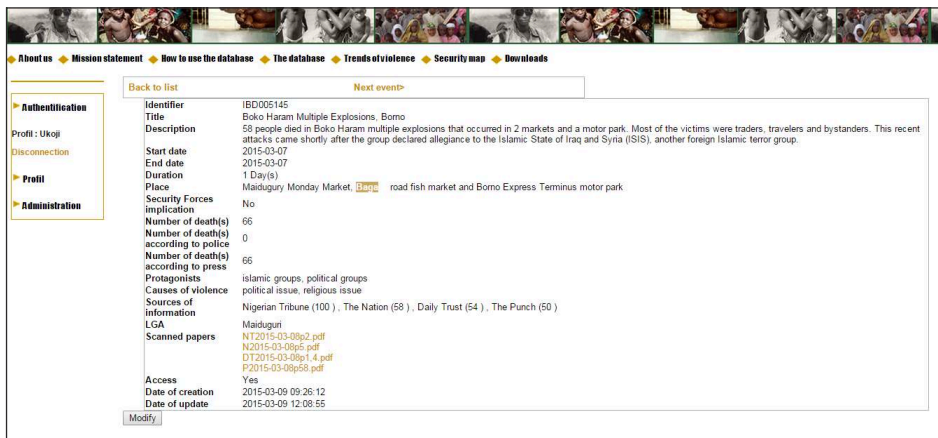 About us Mission statement How to use the database The database Trends of violence Security map Downloads
Back to list Next event>
Authentification
Profil : Ukoji
Disconnection
Profil
Administration
Identifier IBD005145
Title Boko Haram Multiple Explosions, Borno
Description 58 people died in Boko Haram multiple explosions that occurred in 2 markets and a motor park. Most of the victims were traders, travelers and bystanders. This recent
attacks came shortly after the group declared allegiance to the Islamic State of Iraq and Syria (ISIS), another foreign Islamic terror group.
Start date 2015-03-07
End date 2015-03-07
Duration 1 Day(s)
Place Maidugury Monday Market, Baga road fish market and Borno Express Terminus motor park
Security Forces
implication No
Number of death(s) 66
Number of death(s)
according to police 0
Number of death(s)
according to press 66
Protagonists islamic groups, political groups
Causes of violence political issue, religious issue
Sources of
information Nigerian Tribune (100 ) , The Nation (58 ) , Daily Trust (54 ) , The Punch (50 )
LGA Maiduguri
Scanned papers NT2015-03-08p2.pdf
N2015-03-08p5.pdf
DT2015-03-08p1,4.pdf
P2015-03-08p58.pdf
Access Yes
Date of creation 2015-03-09 09:26:12
Date of update 2015-03-09 12:08:55
Modify